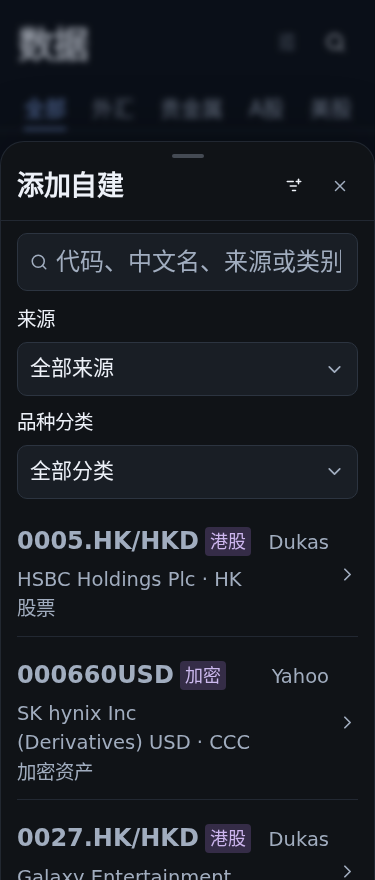 数据
全部 外汇 贵金属 A股 美股
添加自建
代码、中文名、来源或类别
来源
全部来源
品种分类
全部分类
0005.HK/HKD 港股 Dukas
HSBC Holdings Plc · HK
股票
000660USD 加密 Yahoo
SK hynix Inc
(Derivatives) USD · CCC
加密资产
0027.HK/HKD 港股 Dukas
Galaxy Entertainment